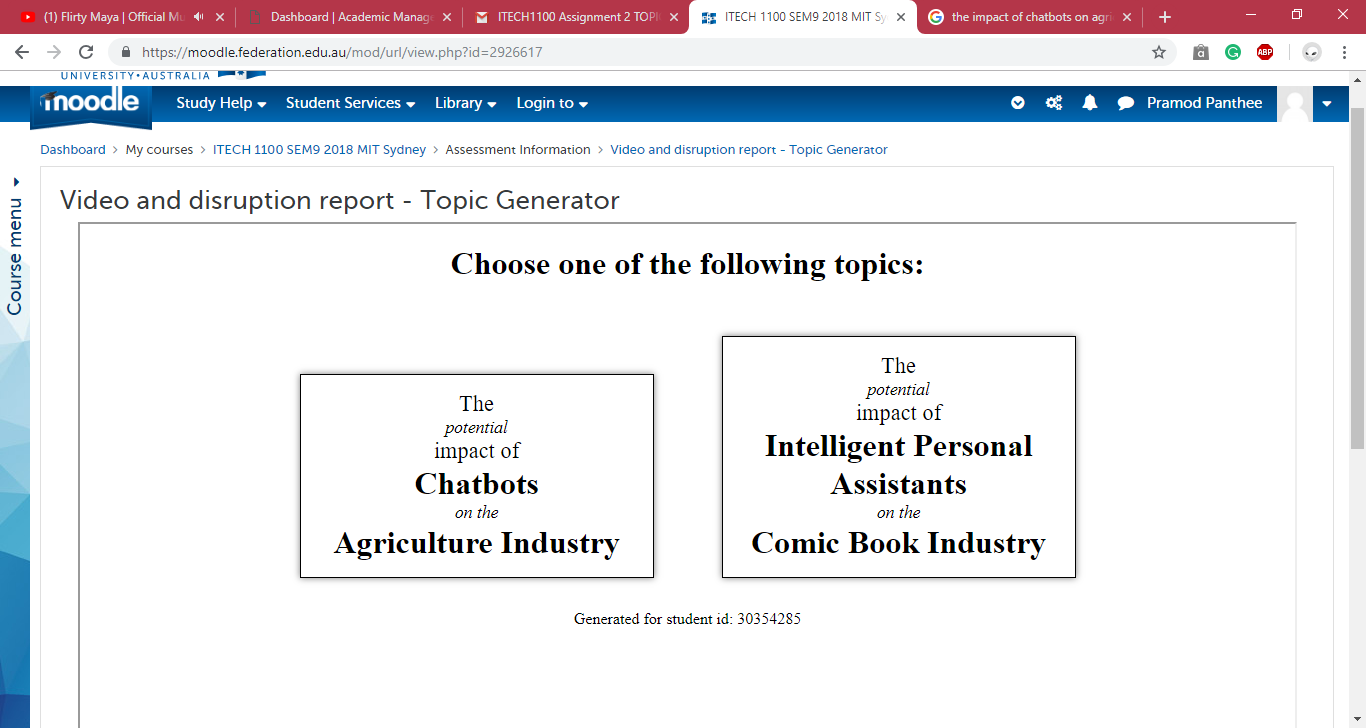 (1) Flirty Maya | Official Mu
Dashboard | Academic Manage
ITECH1100 Assignment 2 TOPI
ITECH 1100 SEM9 2018 MIT Sy
the impact of chatbots on agri
https://moodle.federation.edu.au/mod/url/view.php?id=2926617
ABP
UNIVERSITY•AUSTRALIA
moodle
Study Help
Student Services
Library
Login to
Pramod Panthee
Dashboard > My courses > ITECH 1100 SEM9 2018 MIT Sydney > Assessment Information > Video and disruption report - Topic Generator
Course menu
Video and disruption report - Topic Generator
Choose one of the following topics:
The
potential
impact of
Chatbots
on the
Agriculture Industry
The
potential
impact of
Intelligent Personal
Assistants
on the
Comic Book Industry
Generated for student id: 30354285